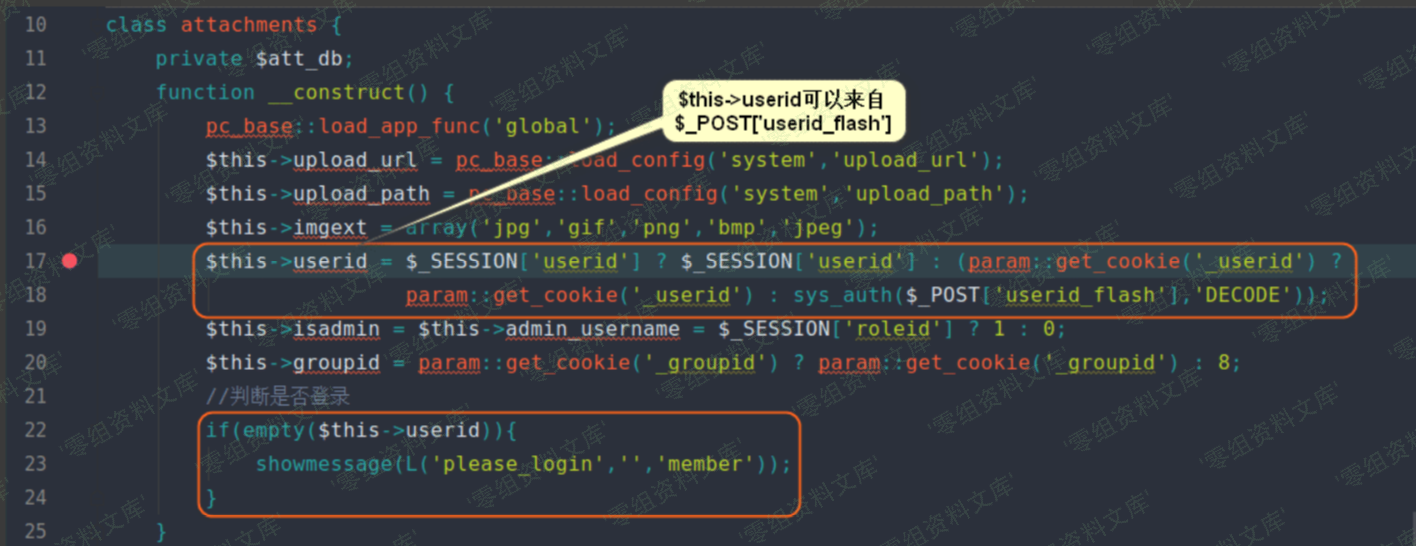 10 class attachments {
11 private $att_db;
12 function __construct() {
$this->userid可以来自
$_POST['userid_flash']
13 pc_base::load_app_func('global');
14 $this->upload_url = pc_base::load_config('system','upload_url');
15 $this->upload_path = pc_base::load_config('system','upload_path');
16 $this->imgext = array('jpg','gif','png','bmp','jpeg');
17 $this->userid = $_SESSION['userid'] ? $_SESSION['userid'] : (param::get_cookie('_userid') ?
18 param::get_cookie('_userid') : sys_auth($_POST['userid_flash'],'DECODE'));
19 $this->isadmin = $this->admin_username = $_SESSION['roleid'] ? 1 : 0;
20 $this->groupid = param::get_cookie('_groupid') ? param::get_cookie('_groupid') : 8;
21 //判断是否登录
22 if(empty($this->userid)){
23 showmessage(L('please_login','','member'));
24 }
25 }
'零组资料文库'